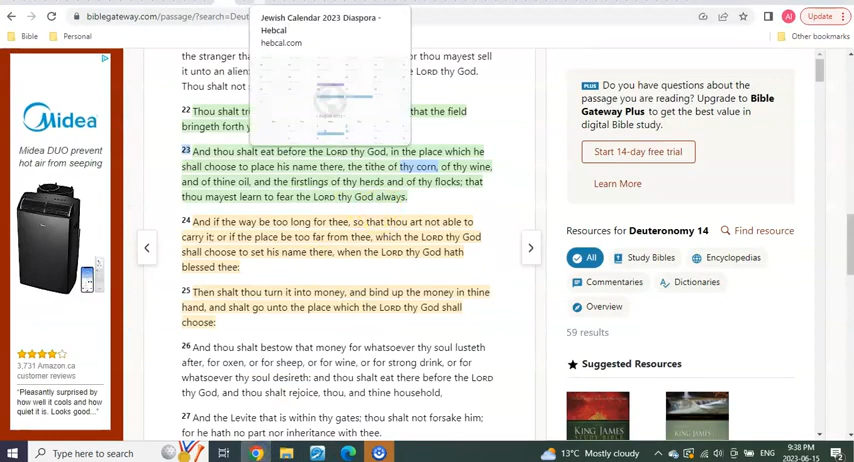 Jewish Calendar 2023 Diaspora -
Hebcal
hebcal.com
biblegateway.com/passage/?search=Deut
AI
Update
Bible
Personal
Other bookmarks
Midea
Midea DUO prevent
hot air from seeping
3,731 Amazon.ca
customer reviews
"Pleasantly surprised by
how well it cools and how
quiet it is. Looks good..."
the stranger that
or thou mayest sell
it unto an alien:
the LORD thy God.
Thou shalt not
22 Thou shalt
that the field
bringeth forth
23 And thou shalt eat before the LORD thy God, in the place which he
shall choose to place his name there, the tithe of thy corn, of thy wine,
and of thine oil, and the firstlings of thy herds and of thy flocks; that
thou mayest learn to fear the LORD thy God always.
24 And if the way be too long for thee, so that thou art not able to
carry it; or if the place be too far from thee, which the LORD thy God
shall choose to set his name there, when the LORD thy God hath
blessed thee:
25 Then shalt thou turn it into money, and bind up the money in thine
hand, and shalt go unto the place which the LORD thy God shall
choose:
26 And thou shalt bestow that money for whatsoever thy soul lusteth
after, for oxen, or for sheep, or for wine, or for strong drink, or for
whatsoever thy soul desireth: and thou shalt eat there before the LORD
thy God, and thou shalt rejoice, thou, and thine household,
27 And the Levite that is within thy gates; thou shalt not forsake him;
for he hath no part nor inheritance with thee.
PLUS Do you have questions about the
passage you are reading? Upgrade to Bible
Gateway Plus to get the best value in
digital Bible study.
Start 14-day free trial
Learn More
Resources for Deuteronomy 14
Find resource
All
Study Bibles
Encyclopedias
Commentaries
Dictionaries
Overview
59 results
Suggested Resources
KING JAMES
STUDY BIBLE
KING JAMES
Type here to search
13°C Mostly cloudy
ENG
9:38 PM
2023-06-15
2